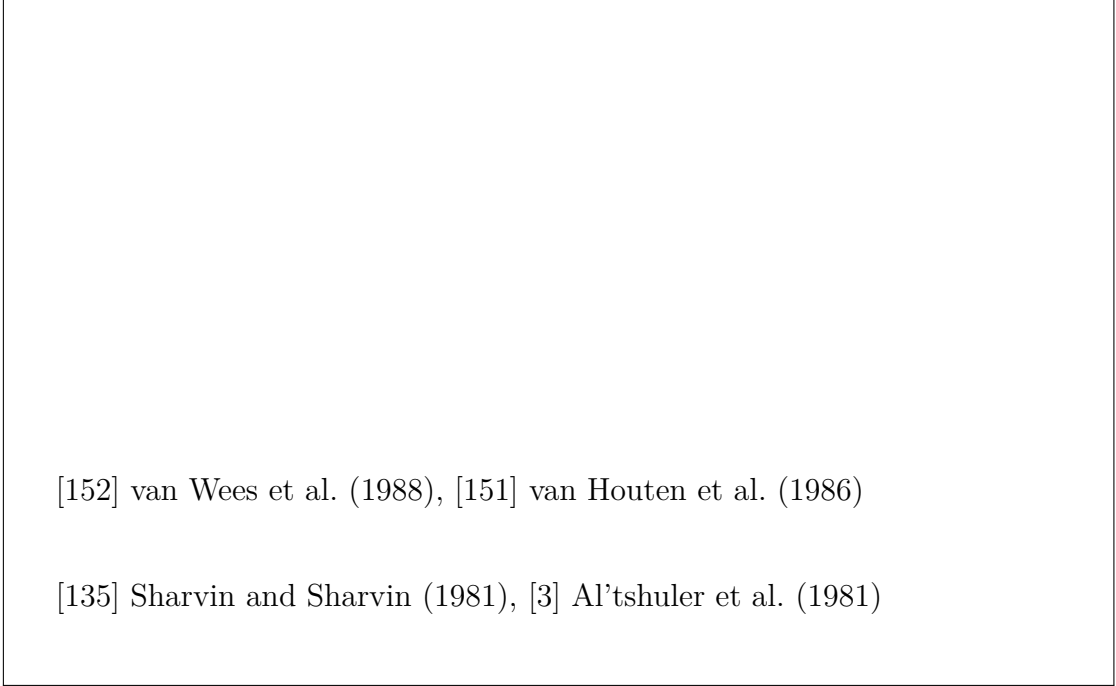 [152] van Wees et al. (1988), [151] van Houten et al. (1986)
[135] Sharvin and Sharvin (1981), [3] Al’tshuler et al. (1981)